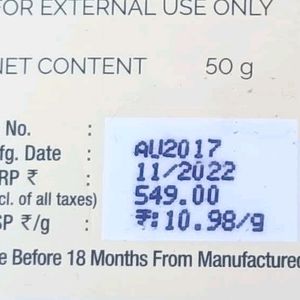 FOR EXTERNAL USE ONLY
NET CONTENT 50 g
No. : AU2017
fg. Date : 11/2022
RP ₹ : 549.00
cl. of all taxes)
SP ₹/g : ₹:10.98/g
e Before 18 Months From Manufactured